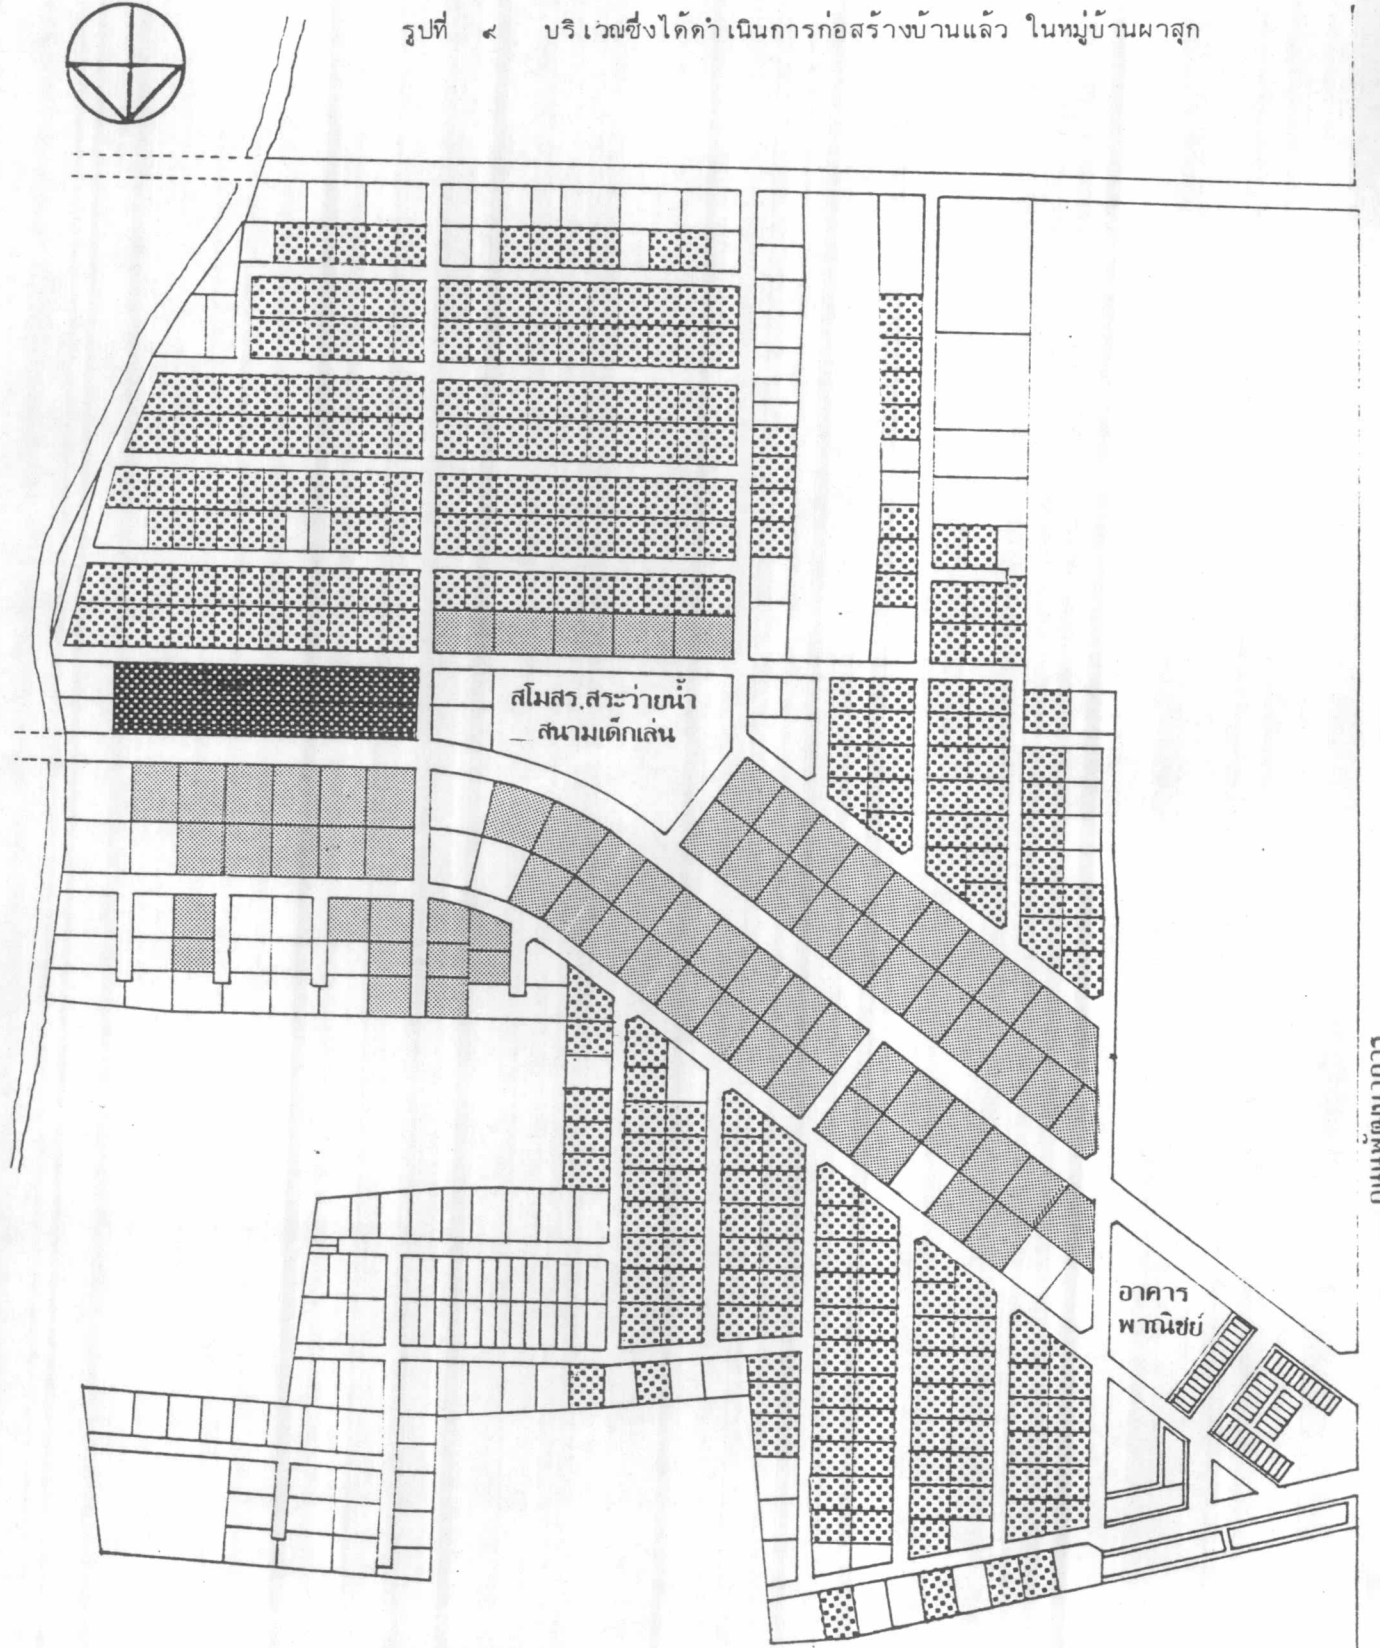 รูปที่ ๔ บริเวณซึ่งได้ดำเนินการก่อสร้างบ้านแล้ว ในหมู่บ้านผาสุก
สโมสร.สระว่ายน้ำ
สนามเด็กเล่น
อาคาร
พาณิชย์